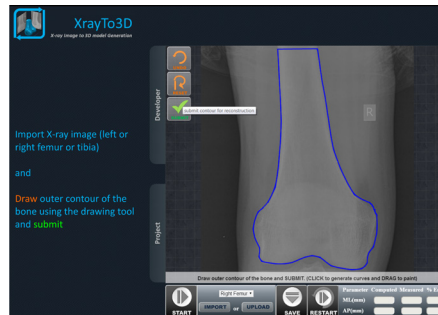 XrayTo3D
X-ray image to 3D model Generation
Developer
submit contour for reconstruction
R
Import X-ray image (left or
right femur or tibia)
and
Draw outer contour of the
bone using the drawing tool
and submit
Project
Draw outer contour of the bone and SUBMIT. (CLICK to generate curves and DRAG to paint)
Right Femur
IMPORT or UPLOAD
START
SAVE
RESTART
Parameter Computed Measured
ML(mm)
AP(mm)